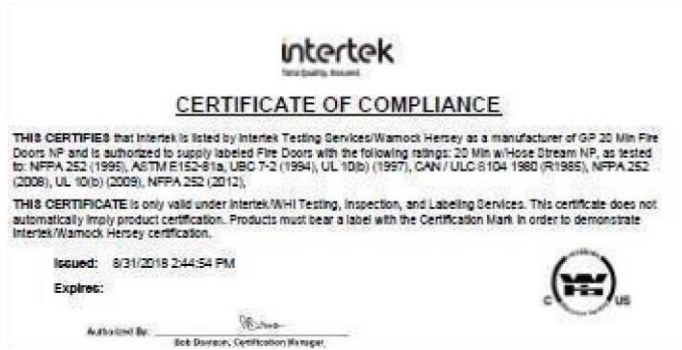 intertek
Total Quality. Assured.
CERTIFICATE OF COMPLIANCE
THIS CERTIFIES that Intertek is listed by Intertek Testing Services/Warnock Hersey as a manufacturer of GP 20 Min Fire
Doors NP and is authorized to supply labeled Fire Doors with the following ratings: 20 Min w/Hose Stream NP, as tested
to: NFPA 252 (1995), ASTM E152-81a, UBC 7-2 (1994), UL 10(b) (1997), CAN / ULC S104 1980 (R1985), NFPA 252
(2008), UL 10(b) (2009), NFPA 252 (2012),
THIS CERTIFICATE is only valid under Intertek/WHI Testing, Inspection, and Labeling Services. This certificate does not
automatically imply product certification. Products must bear a label with the Certification Mark in order to demonstrate
Intertek/Warnock Hersey certification.
Issued: 8/31/2018 2:44:54 PM
Expires:
C US
Authorized By:
Bob Davison, Certification Manager